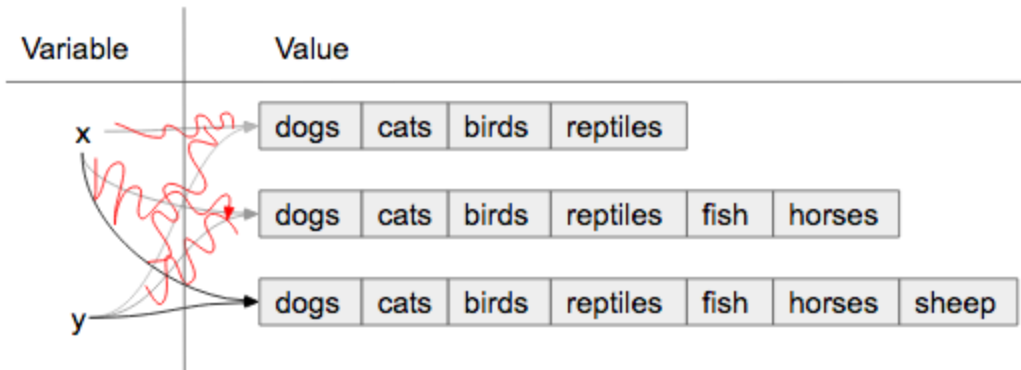 Variable Value
x dogs cats birds reptiles
dogs cats birds reptiles fish horses
y dogs cats birds reptiles fish horses sheep